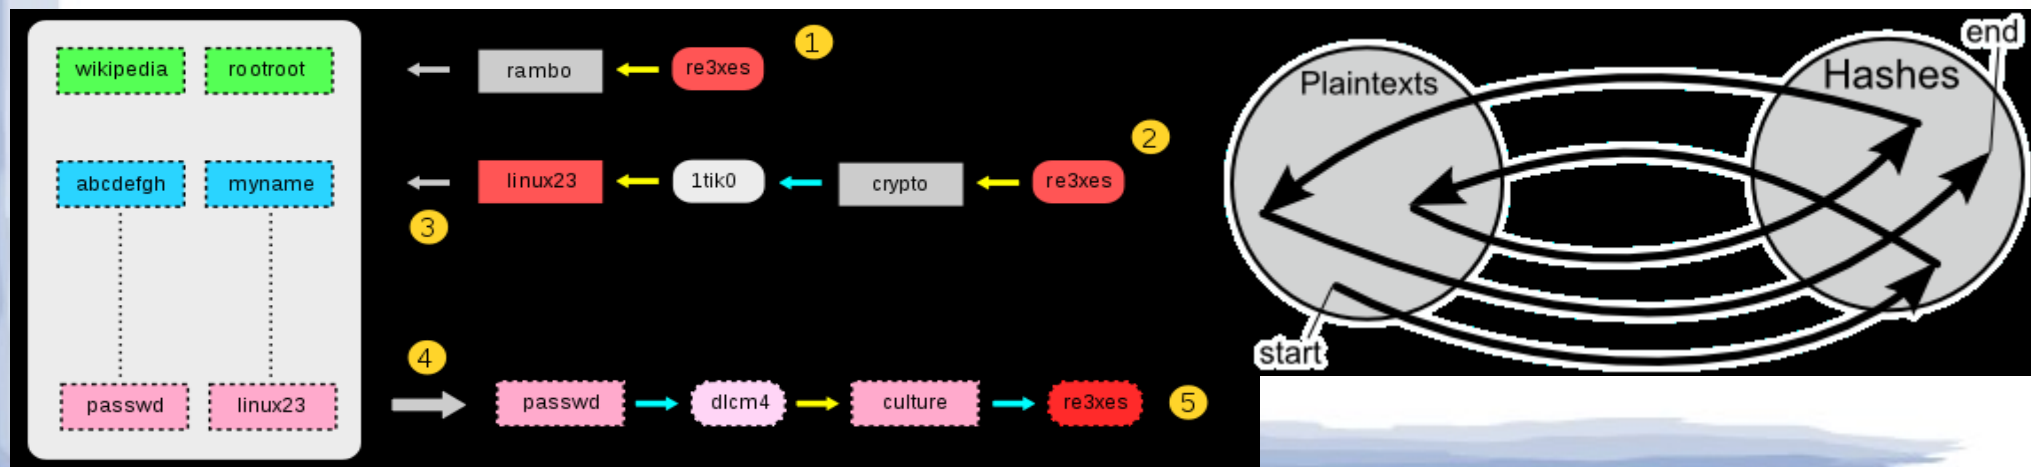 wikipedia rootroot
rambo re3xes 1
abcdefgh myname
linux23 1tik0 crypto re3xes 2
3
passwd linux23
4
passwd dlcm4 culture re3xes 5
Plaintexts
Hashes
end
start